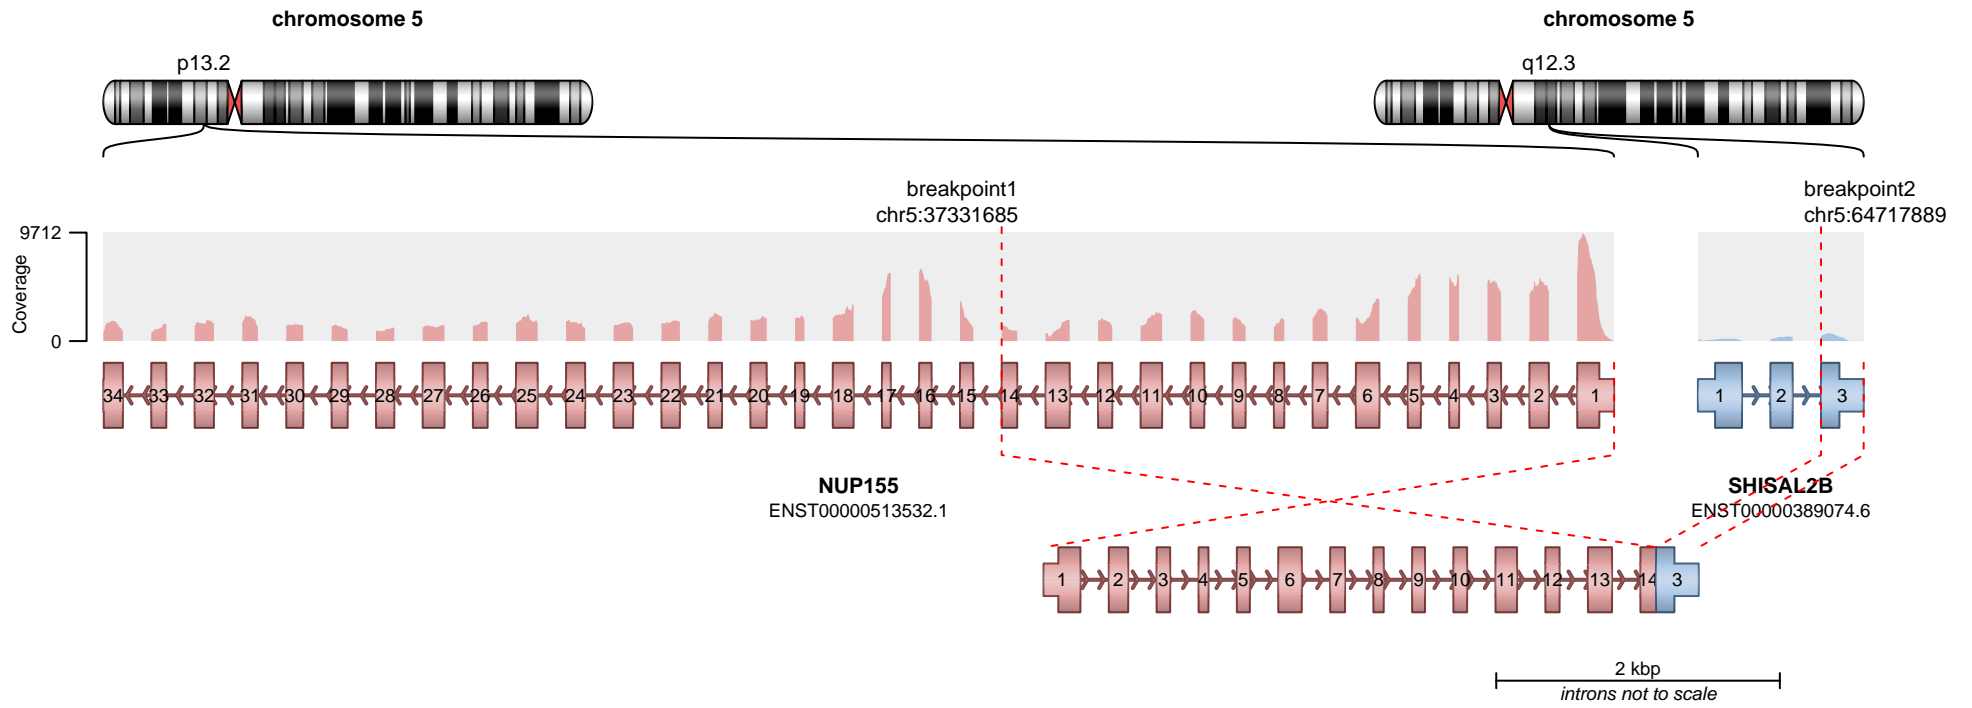 chromosome 5
chromosome 5
p13.2
q12.3
breakpoint1
chr5:37331685
breakpoint2
chr5:64717889
9712
Coverage
0
34 33 32 31 30 29 28 27 26 25 24 23 22 21 20 19 18 17 16 15 14 13 12 11 10 9 8 7 6 5 4 3 2 1
1 2 3
NUP155
ENST00000513532.1
SHISAL2B
ENST00000389074.6
1 2 3 4 5 6 7 8 9 10 11 12 13 14 3
2 kbp
introns not to scale